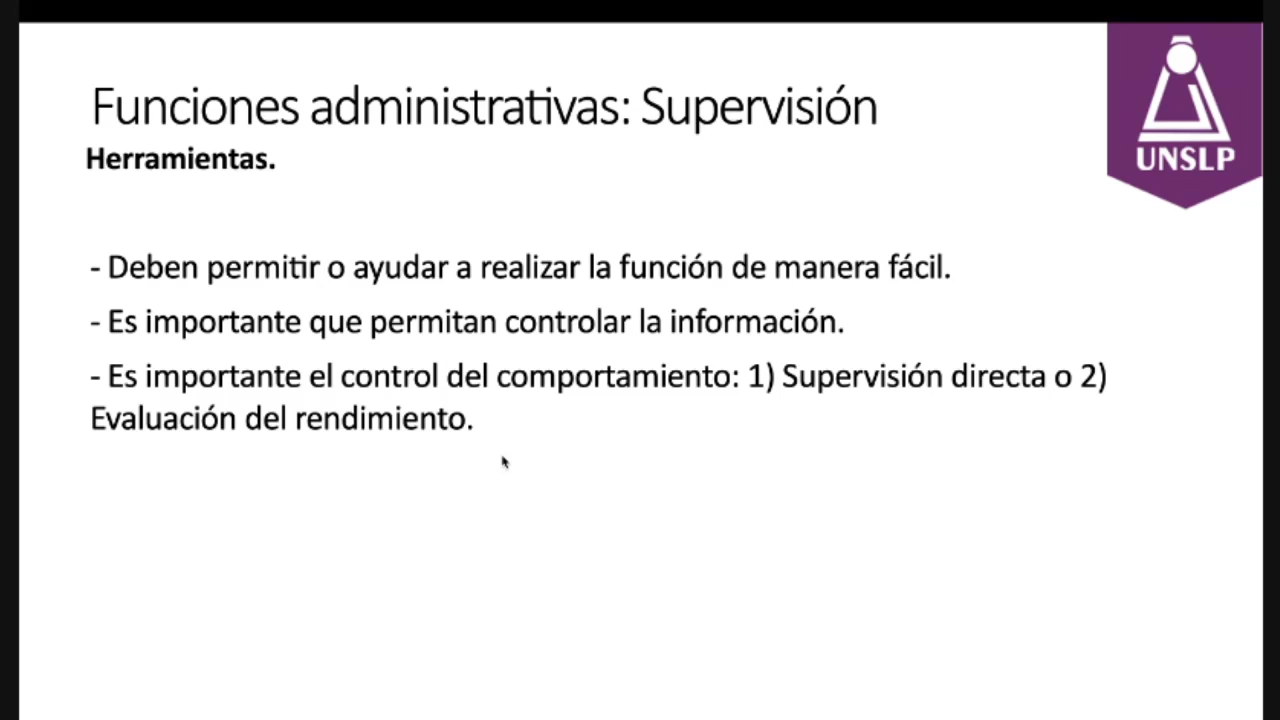 Funciones administrativas: Supervisión
Herramientas.
UNSLP
- Deben permitir o ayudar a realizar la función de manera fácil.
- Es importante que permitan controlar la información.
- Es importante el control del comportamiento: 1) Supervisión directa o 2)
Evaluación del rendimiento.